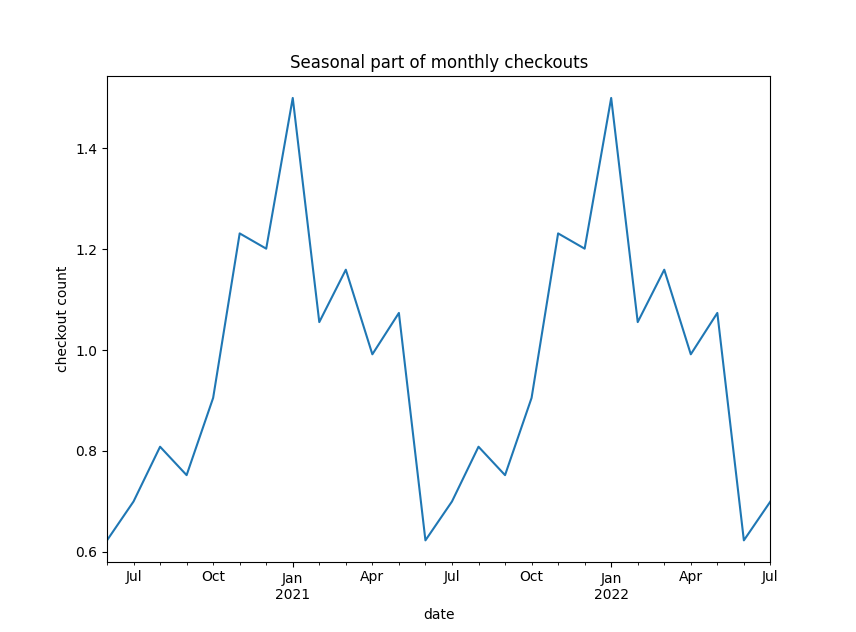 Seasonal part of monthly checkouts
1.4
1.2
1.0
0.8
0.6
checkout count
Jul Oct Jan Apr Jul Oct Jan Apr Jul
2021 2022
date